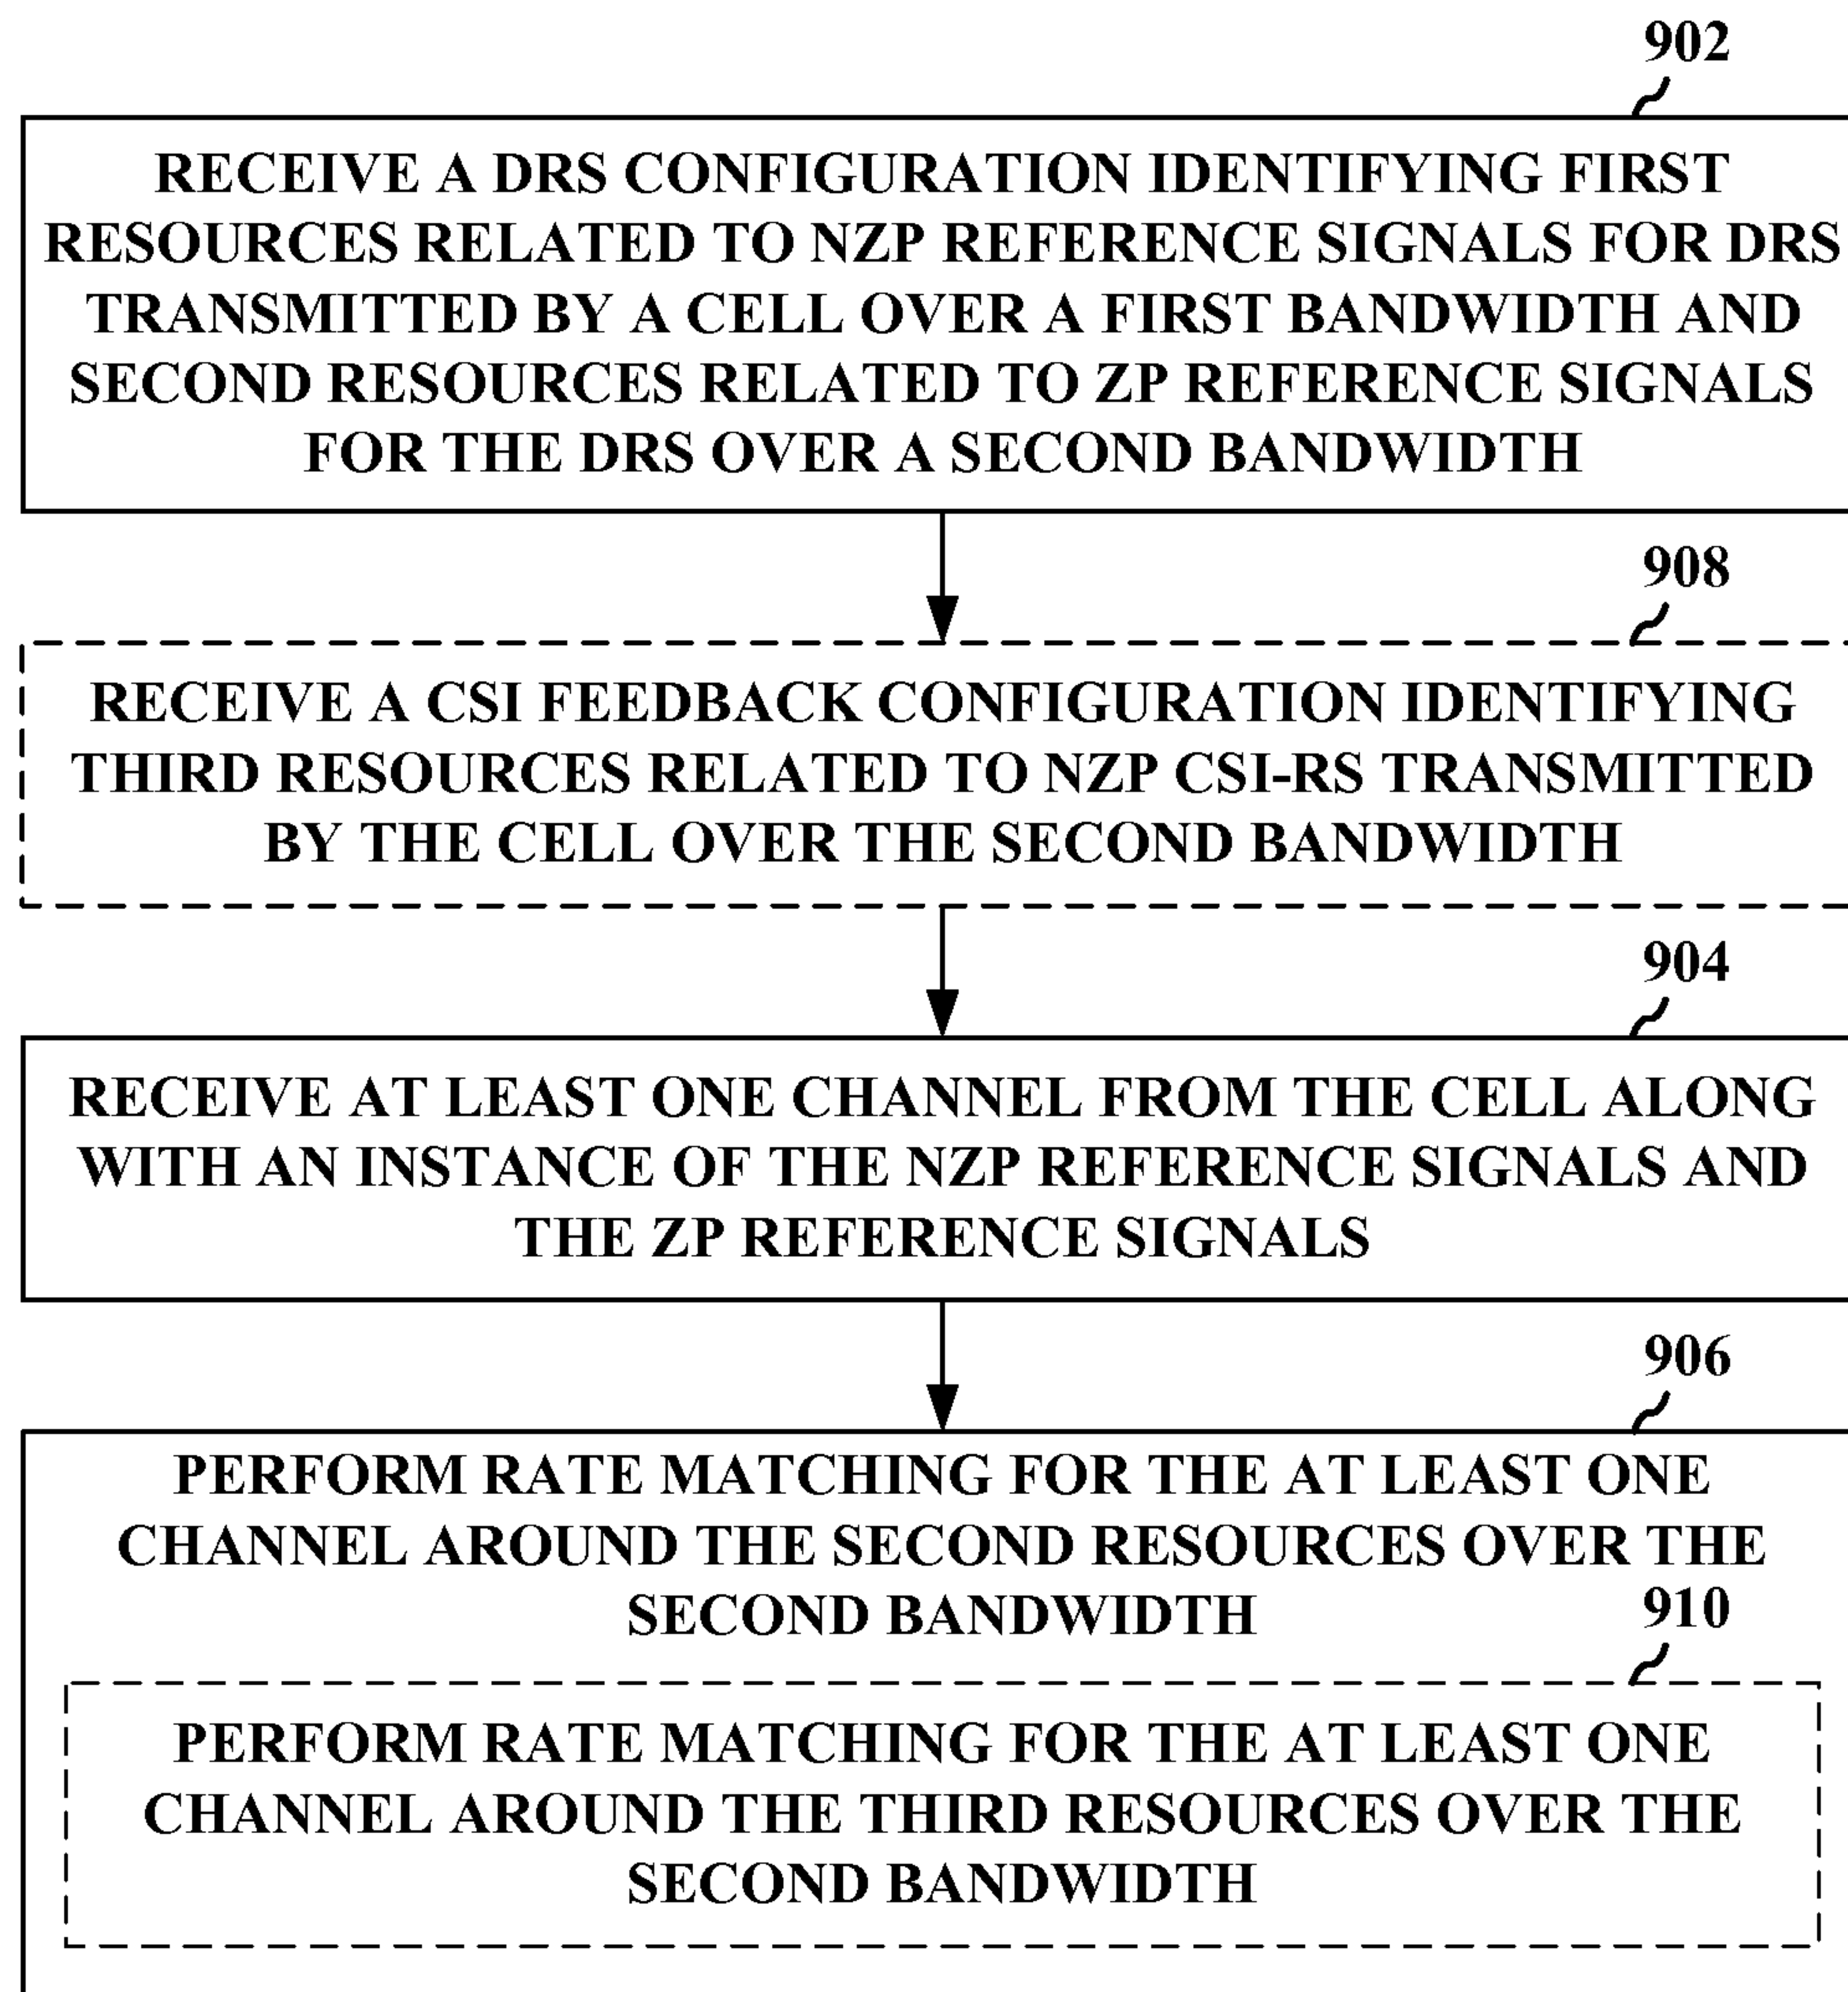 902
RECEIVE A DRS CONFIGURATION IDENTIFYING FIRST
RESOURCES RELATED TO NZP REFERENCE SIGNALS FOR DRS
TRANSMITTED BY A CELL OVER A FIRST BANDWIDTH AND
SECOND RESOURCES RELATED TO ZP REFERENCE SIGNALS
FOR THE DRS OVER A SECOND BANDWIDTH
908
RECEIVE A CSI FEEDBACK CONFIGURATION IDENTIFYING
THIRD RESOURCES RELATED TO NZP CSI-RS TRANSMITTED
BY THE CELL OVER THE SECOND BANDWIDTH
904
RECEIVE AT LEAST ONE CHANNEL FROM THE CELL ALONG
WITH AN INSTANCE OF THE NZP REFERENCE SIGNALS AND
THE ZP REFERENCE SIGNALS
906
PERFORM RATE MATCHING FOR THE AT LEAST ONE
CHANNEL AROUND THE SECOND RESOURCES OVER THE
SECOND BANDWIDTH
910
PERFORM RATE MATCHING FOR THE AT LEAST ONE
CHANNEL AROUND THE THIRD RESOURCES OVER THE
SECOND BANDWIDTH